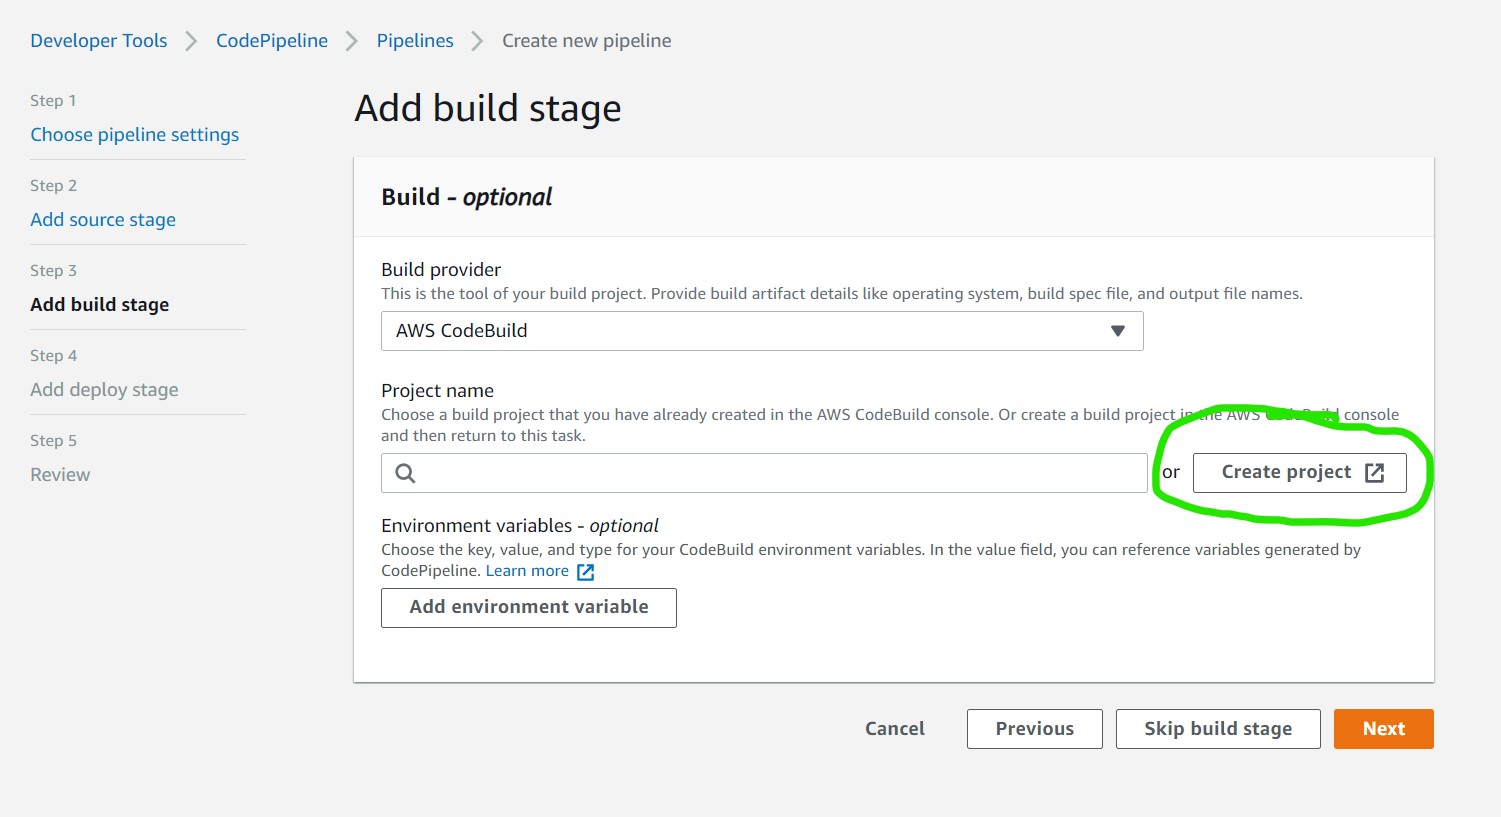 Developer Tools > CodePipeline > Pipelines > Create new pipeline
Step 1
Choose pipeline settings
Step 2
Add source stage
Step 3
Add build stage
Step 4
Add deploy stage
Step 5
Review
Add build stage
Build - optional
Build provider
This is the tool of your build project. Provide build artifact details like operating system, build spec file, and output file names.
AWS CodeBuild
Project name
Choose a build project that you have already created in the AWS CodeBuild console. Or create a build project in the AWS CodeBuild console
and then return to this task.
or Create project
Environment variables - optional
Choose the key, value, and type for your CodeBuild environment variables. In the value field, you can reference variables generated by
CodePipeline. Learn more
Add environment variable
Cancel Previous Skip build stage Next